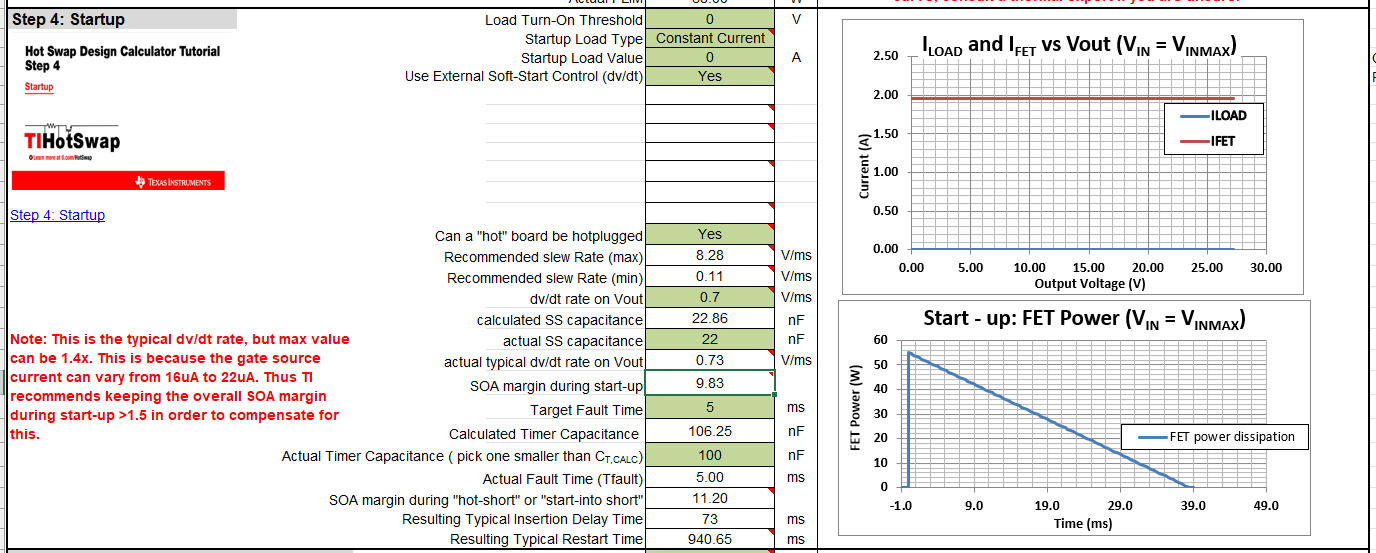 Step 4: Startup
Hot Swap Design Calculator Tutorial
Step 4
Startup
TIHotSwap
Learn more at ti.com/HotSwap
TEXAS INSTRUMENTS
Step 4: Startup
Note: This is the typical dv/dt rate, but max value
can be 1.4x. This is because the gate source
current can vary from 16uA to 22uA. Thus TI
recommends keeping the overall SOA margin
during start-up >1.5 in order to compensate for
this.
Load Turn-On Threshold 0 V
Startup Load Type Constant Current
Startup Load Value 0 A
Use External Soft-Start Control (dv/dt) Yes
Can a "hot" board be hotplugged Yes
Recommended slew Rate (max) 8.28 V/ms
Recommended slew Rate (min) 0.11 V/ms
dv/dt rate on Vout 0.7 V/ms
calculated SS capacitance 22.86 nF
actual SS capacitance 22 nF
actual typical dv/dt rate on Vout 0.73 V/ms
SOA margin during start-up 9.83
Target Fault Time 5 ms
Calculated Timer Capacitance 106.25 nF
Actual Timer Capacitance ( pick one smaller than CT,CALC) 100 nF
Actual Fault Time (Tfault) 5.00 ms
SOA margin during "hot-short" or "start-into short" 11.20
Resulting Typical Insertion Delay Time 73 ms
Resulting Typical Restart Time 940.65 ms
ILOAD and IFET vs Vout (VIN = VINMAX)
2.50
2.00
1.50
1.00
0.50
0.00
Current (A)
ILOAD
IFET
0.00 5.00 10.00 15.00 20.00 25.00 30.00
Output Voltage (V)
Start - up: FET Power (VIN = VINMAX)
60
50
40
30
20
10
0
FET Power (W)
FET power dissipation
-1.0 9.0 19.0 29.0 39.0 49.0
Time (ms)